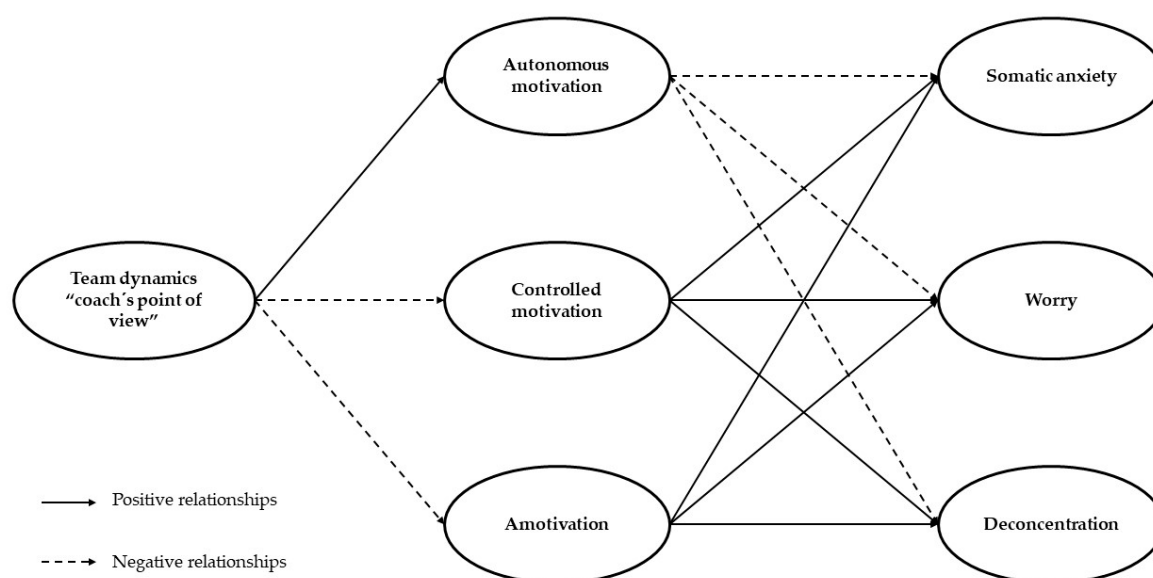 Autonomous
motivation
Somatic anxiety
Team dynamics
“coach´s point of
view”
Controlled
motivation
Worry
Amotivation
Deconcentration
Positive relationships
Negative relationships